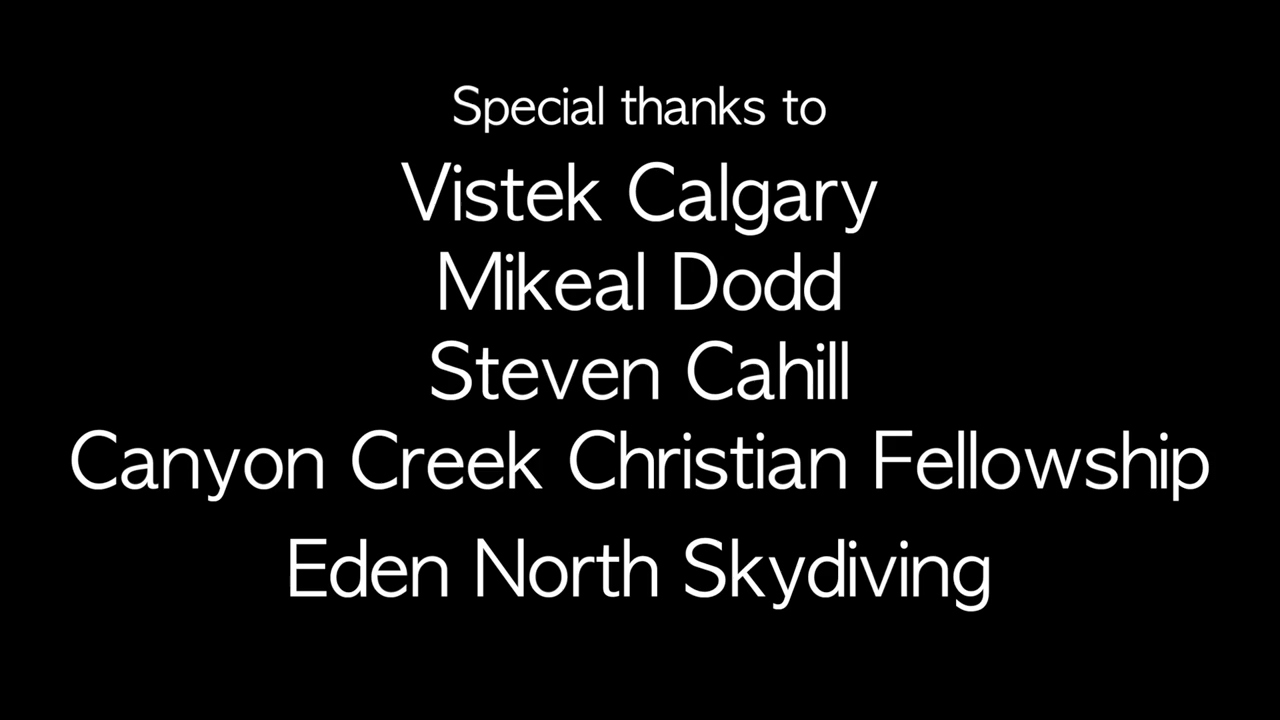 Special thanks to
Vistek Calgary
Mikeal Dodd
Steven Cahill
Canyon Creek Christian Fellowship
Eden North Skydiving